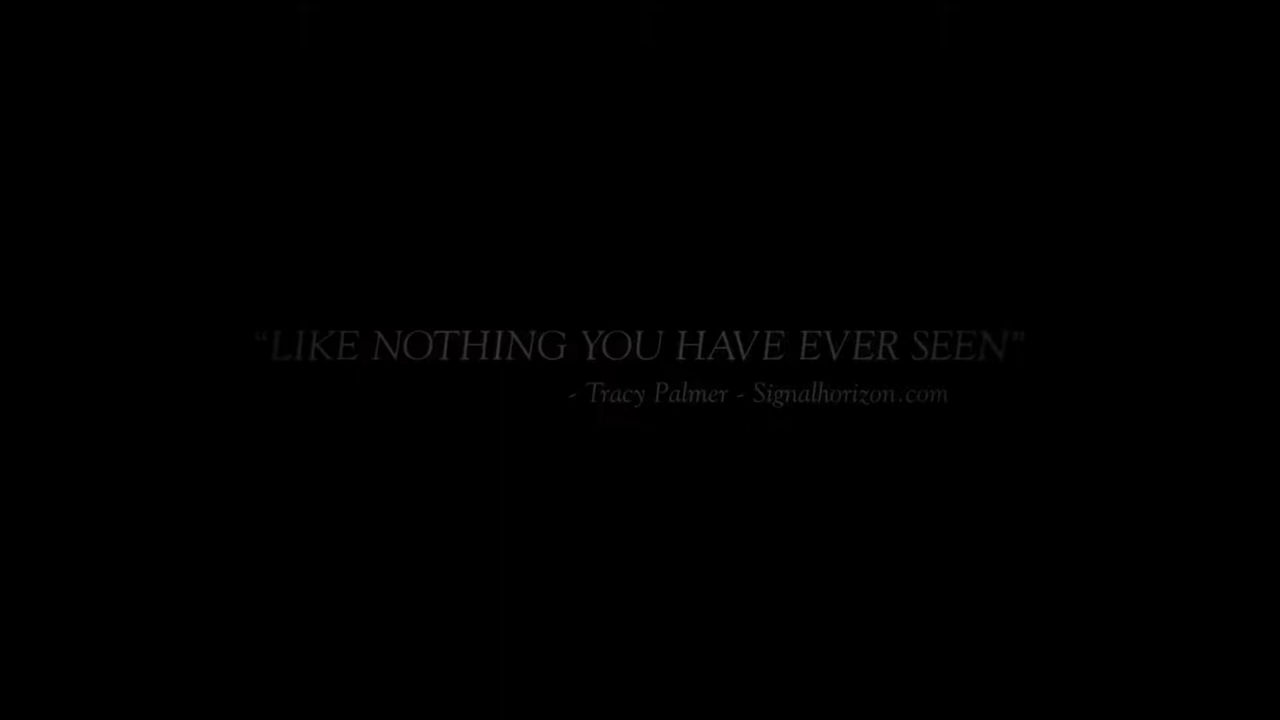 “LIKE NOTHING YOU HAVE EVER SEEN”
- Tracy Palmer - Signalhorizon.com